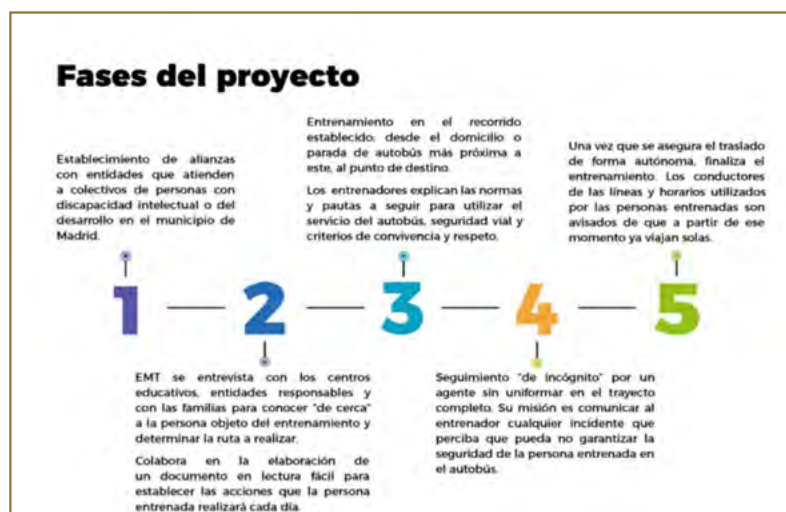 Fases del proyecto
Establecimiento de alianzas
con entidades que atienden
a colectivos de personas con
discapacidad intelectual o del
desarrollo en el municipio de
Madrid.
Entrenamiento en el recorrido
establecido: desde el domicilio o
parada de autobús más próxima a
este, al punto de destino.
Los entrenadores explican las normas
y pautas a seguir para utilizar el
servicio del autobús, seguridad vial y
criterios de convivencia y respeto.
Una vez que se asegura el traslado
de forma autónoma, finaliza el
entrenamiento. Los conductores
de las líneas y horarios utilizados
por las personas entrenadas son
avisados de que a partir de ese
momento ya viajan solas.
1
2
3
4
5
EMT se entrevista con los centros
educativos, entidades responsables y
con las familias para conocer "de cerca"
a la persona objeto del entrenamiento y
determinar la ruta a realizar.
Colabora en la elaboración de
un documento en lectura fácil para
establecer las acciones que la persona
entrenada realizará cada día.
Seguimiento "de incógnito" por un
agente sin uniformar en el trayecto
completo. Su misión es comunicar al
entrenador cualquier incidente que
perciba que pueda no garantizar la
seguridad de la persona entrenada en
el autobús.